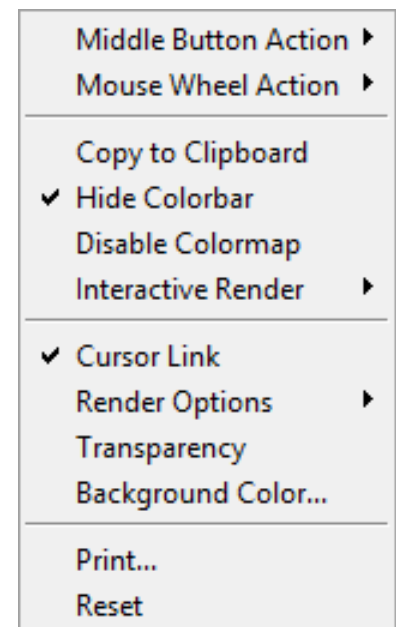 Middle Button Action
Mouse Wheel Action
Copy to Clipboard
Hide Colorbar
Disable Colormap
Interactive Render
Cursor Link
Render Options
Transparency
Background Color...
Print...
Reset